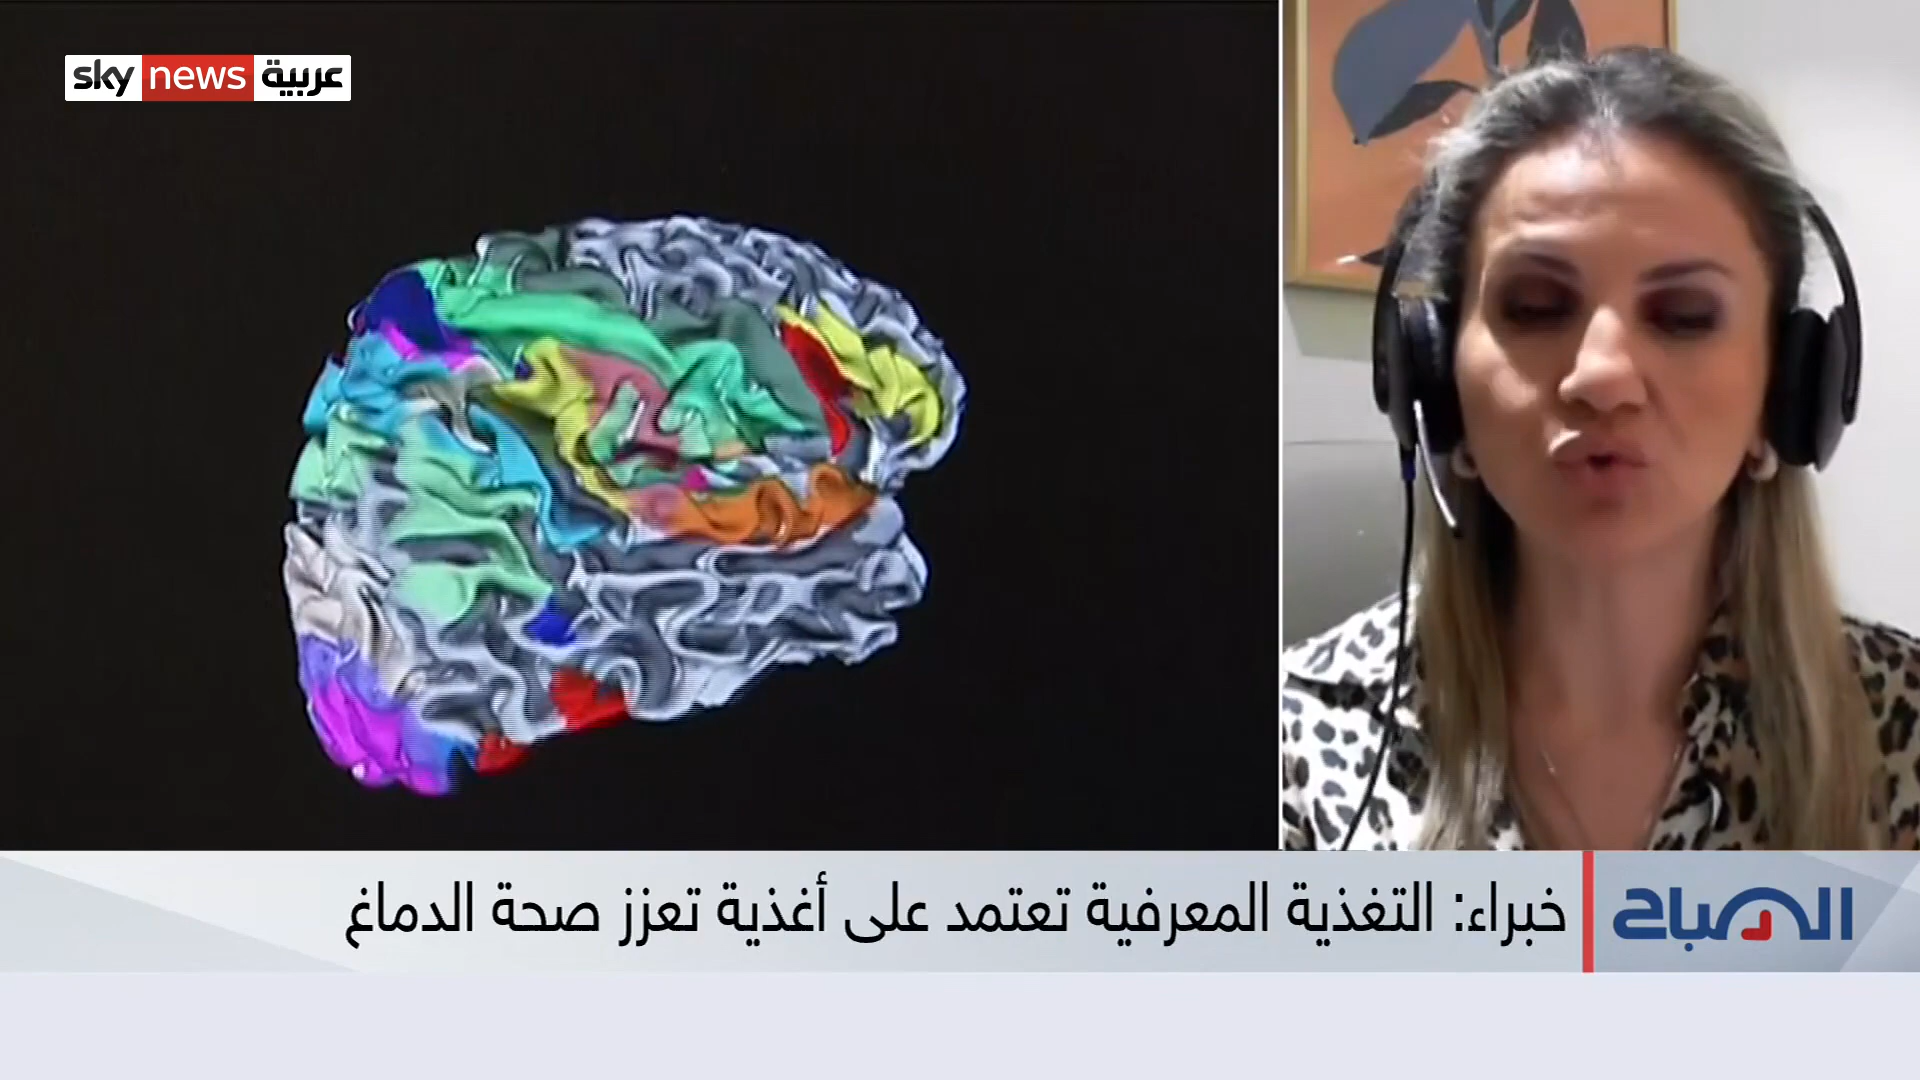 sky news عربية
خبراء: التغذية المعرفية تعتمد على أغذية تعزز صحة الدماغ
الصباح